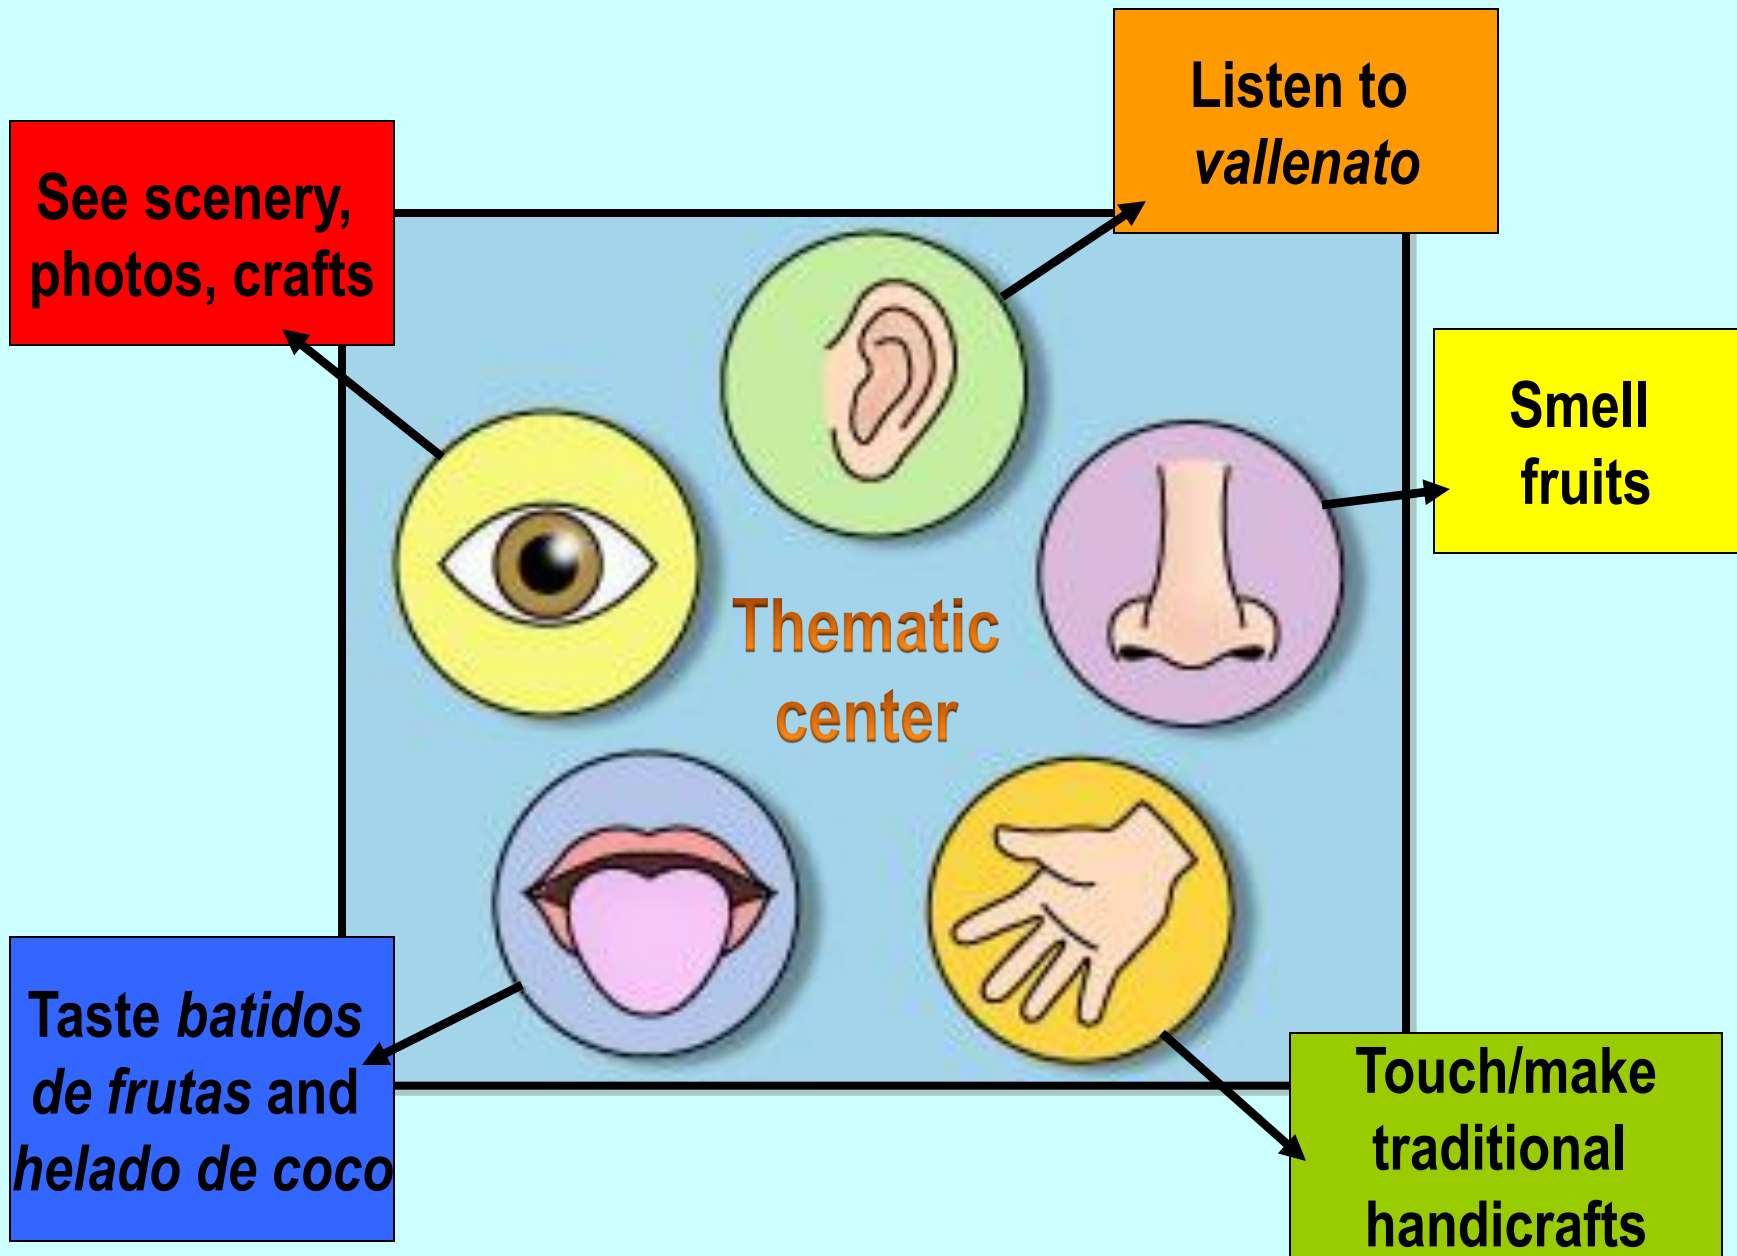 Listen to
vallenato
See scenery,
photos, crafts
Smell
fruits
Thematic
center
Taste batidos
de frutas and
helado de coco
Touch/make
traditional
handicrafts